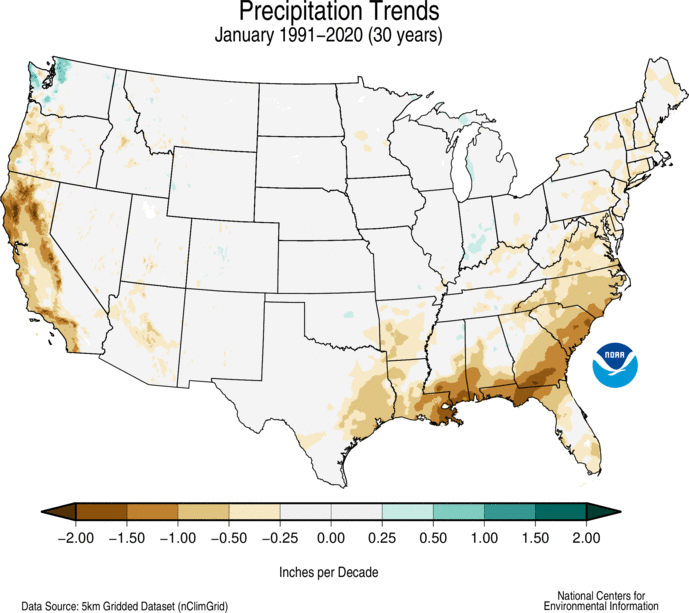 Precipitation Trends
January 1991–2020 (30 years)
NOAA
−2.00 −1.50 −1.00 −0.50 −0.25 0.00 0.25 0.50 1.00 1.50 2.00
Inches per Decade
Data Source: 5km Gridded Dataset (nClimGrid)
National Centers for
Environmental Information